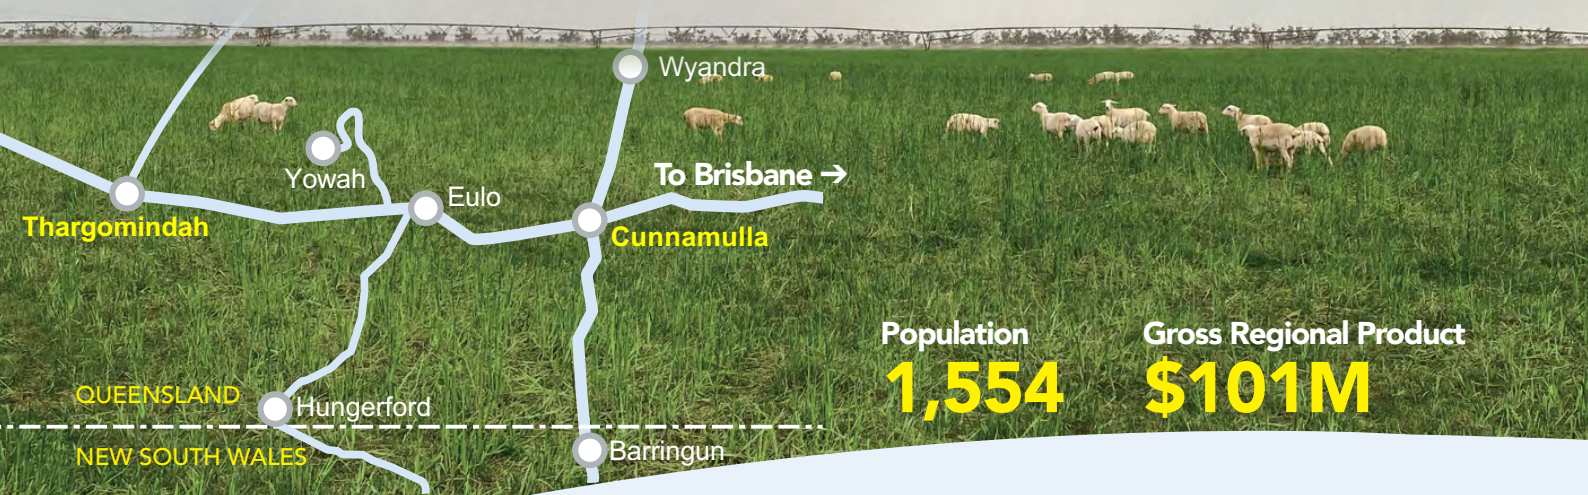 Wyandra
Yowah
To Brisbane →
Eulo
Thargomindah
Cunnamulla
Population
1,554
Gross Regional Product
$101M
QUEENSLAND
Hungerford
NEW SOUTH WALES
Barringun